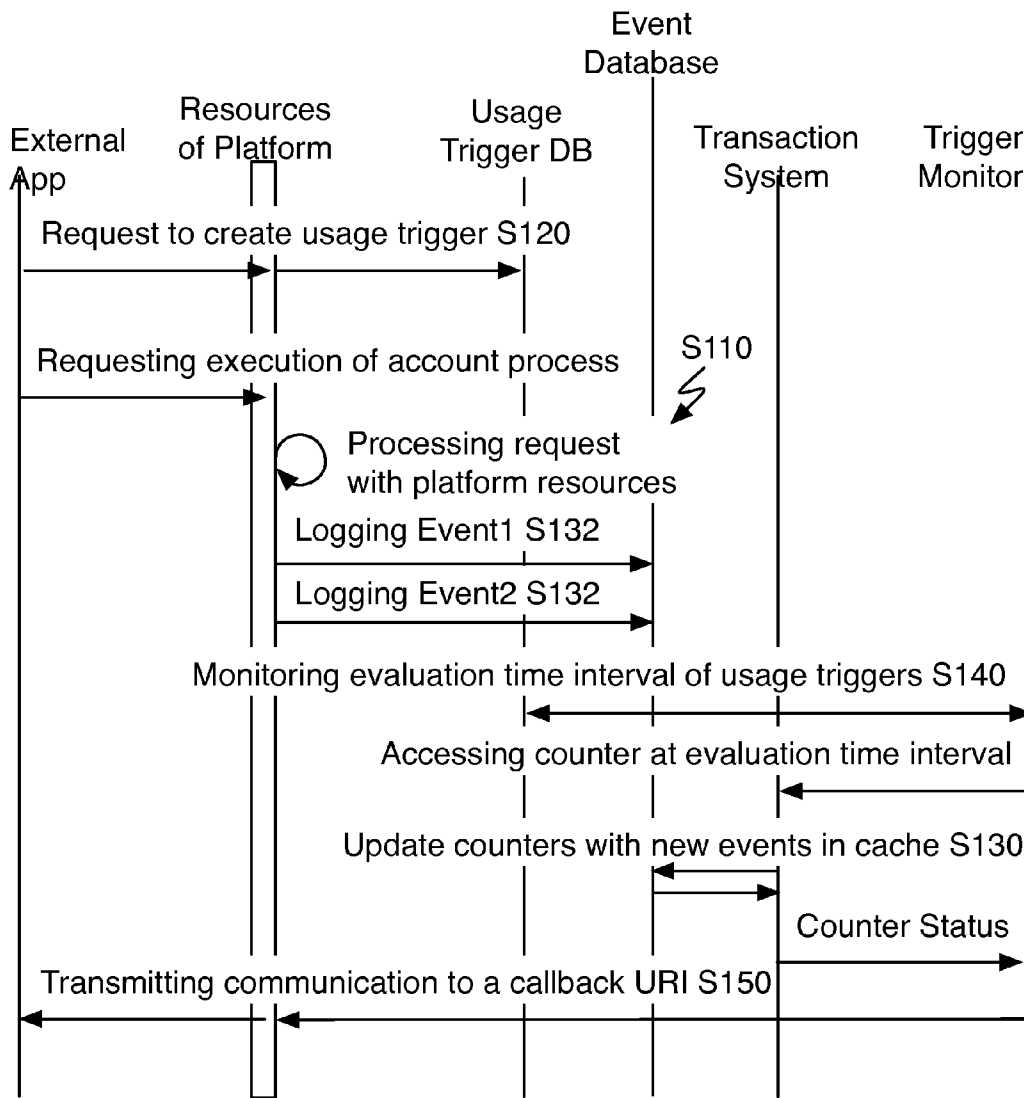 Event
Database
Resources
of Platform
Usage
Trigger DB
External
App
Transaction
System
Trigger
Monitor
Request to create usage trigger S120
Requesting execution of account process
S110
Processing request
with platform resources
Logging Event1 S132
Logging Event2 S132
Monitoring evaluation time interval of usage triggers S140
Accessing counter at evaluation time interval
Update counters with new events in cache S130
Counter Status
Transmitting communication to a callback URI S150